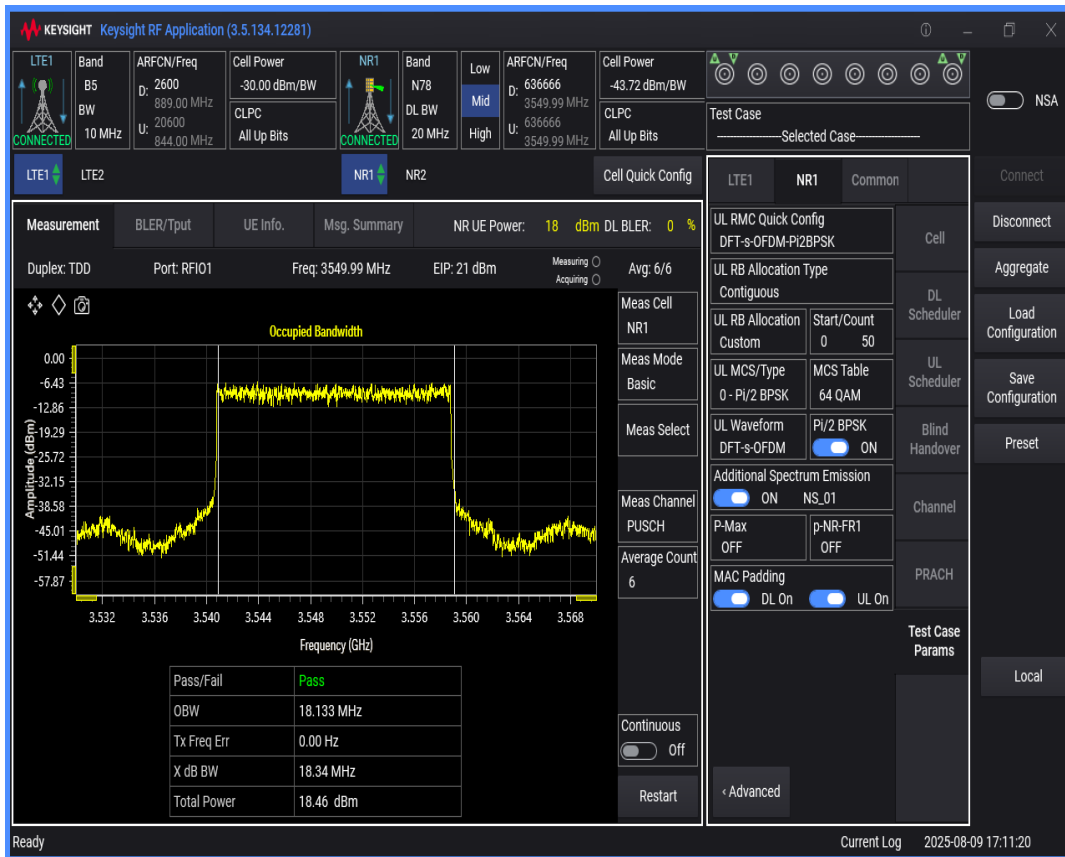 KEYSIGHT Keysight RF Application (3.5.134.12281)
LTE1
CONNECTED
Band
B5
BW
10 MHz
ARFCN/Freq
D: 2600
889.00 MHz
U: 20600
844.00 MHz
Cell Power
-30.00 dBm/BW
CLPC
All Up Bits
NR1
CONNECTED
Band
N78
DL BW
20 MHz
Low
Mid
High
ARFCN/Freq
D: 636666
3549.99 MHz
U: 636666
3549.99 MHz
Cell Power
-43.72 dBm/BW
CLPC
All Up Bits
Test Case
--------------------Selected Case--------------------
NSA
LTE1 LTE2 NR1 NR2 Cell Quick Config
Measurement BLER/Tput UE Info. Msg. Summary NR UE Power: 18 dBm DL BLER: 0 %
Duplex: TDD Port: RFIO1 Freq: 3549.99 MHz EIP: 21 dBm Measuring Acquiring Avg: 6/6
Occupied Bandwidth
Amplitude (dBm)
0.00
-6.43
-12.86
-19.29
-25.72
-32.15
-38.58
-45.01
-51.44
-57.87
3.532 3.536 3.540 3.544 3.548 3.552 3.556 3.560 3.564 3.568
Frequency (GHz)
Pass/Fail Pass
OBW 18.133 MHz
Tx Freq Err 0.00 Hz
X dB BW 18.34 MHz
Total Power 18.46 dBm
Meas Cell
NR1
Meas Mode
Basic
Meas Select
Meas Channel
PUSCH
Average Count
6
Continuous
Off
Restart
LTE1 NR1 Common
UL RMC Quick Config
DFT-s-OFDM-Pi2BPSK
UL RB Allocation Type
Contiguous
UL RB Allocation
Custom
Start/Count
0 50
UL MCS/Type
0 - Pi/2 BPSK
MCS Table
64 QAM
UL Waveform
DFT-s-OFDM
Pi/2 BPSK
ON
Additional Spectrum Emission
ON NS_01
P-Max
OFF
p-NR-FR1
OFF
MAC Padding
DL On UL On
‹ Advanced
Cell
DL
Scheduler
UL
Scheduler
Blind
Handover
Channel
PRACH
Test Case
Params
Connect
Disconnect
Aggregate
Load
Configuration
Save
Configuration
Preset
Local
Ready Current Log 2025-08-09 17:11:20